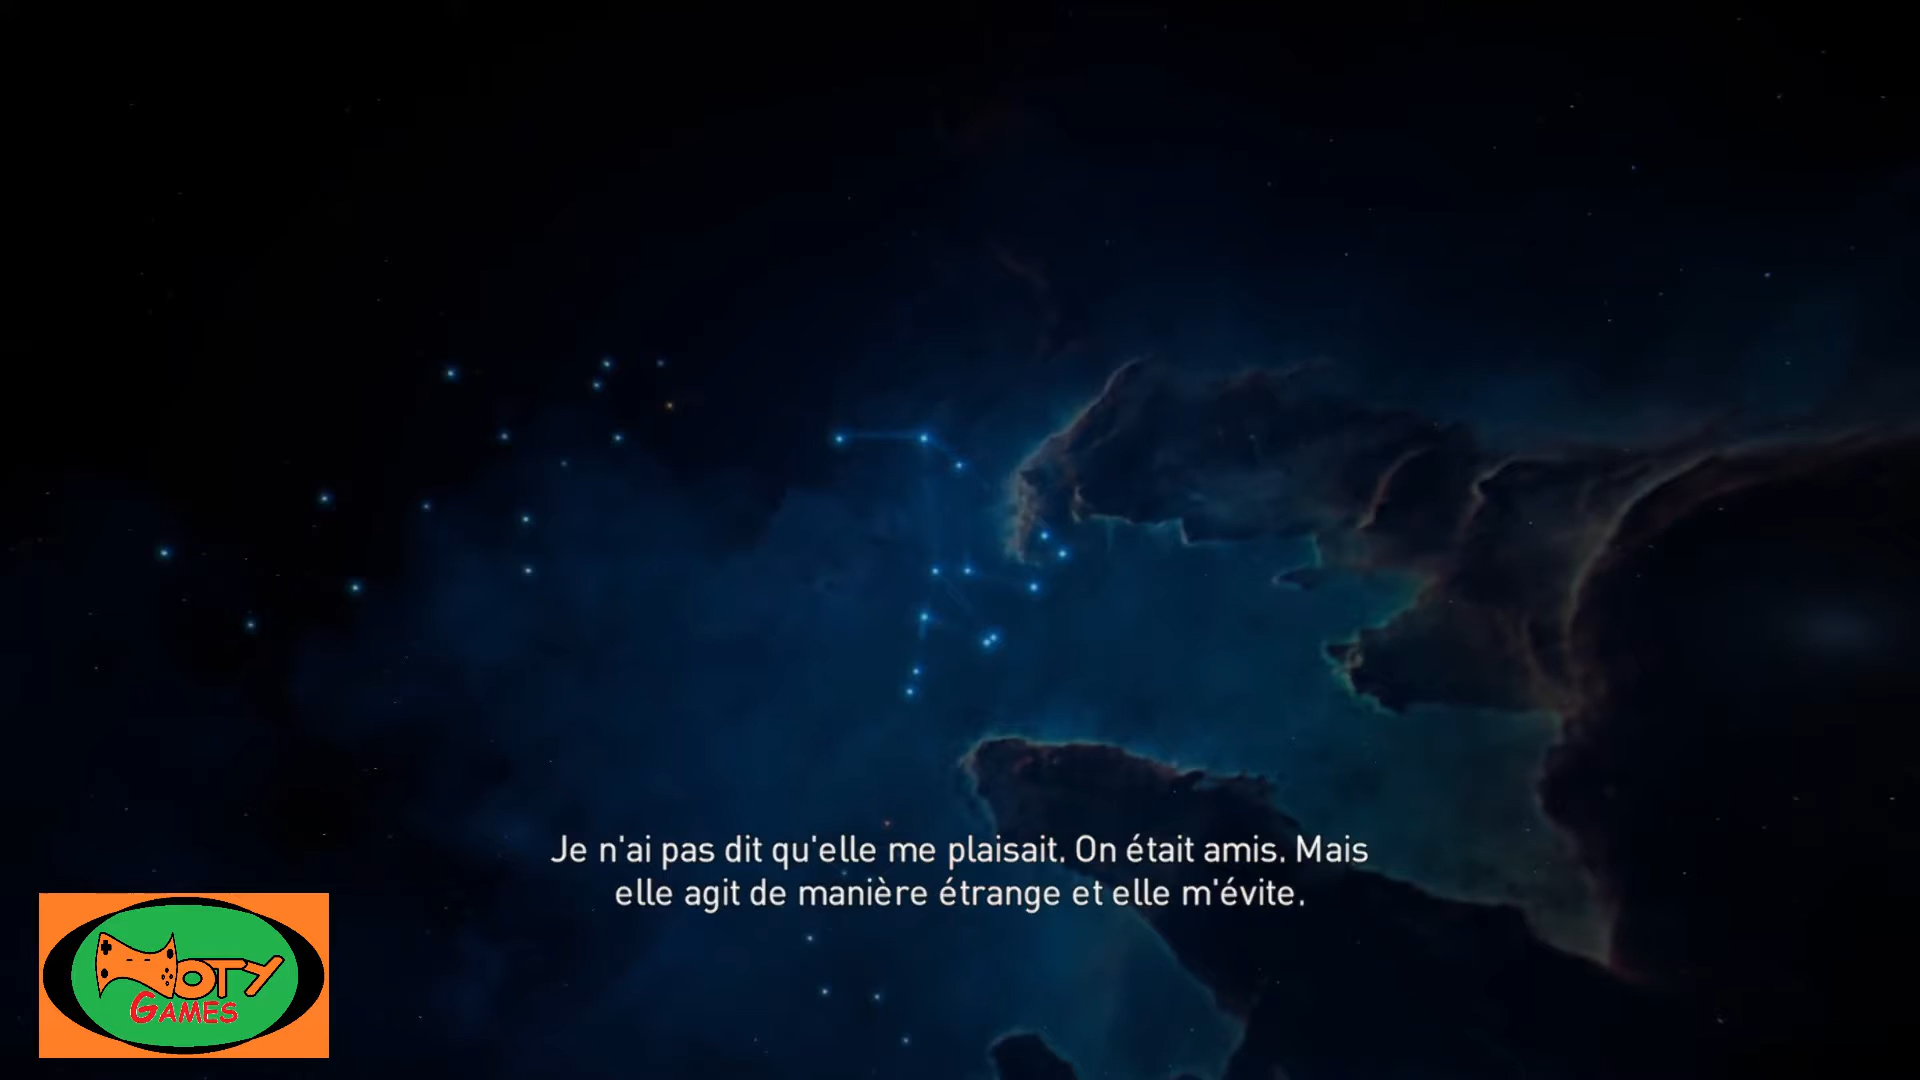 Je n'ai pas dit qu'elle me plaisait. On était amis. Mais
elle agit de manière étrange et elle m'évite.
MOTY
GAMES